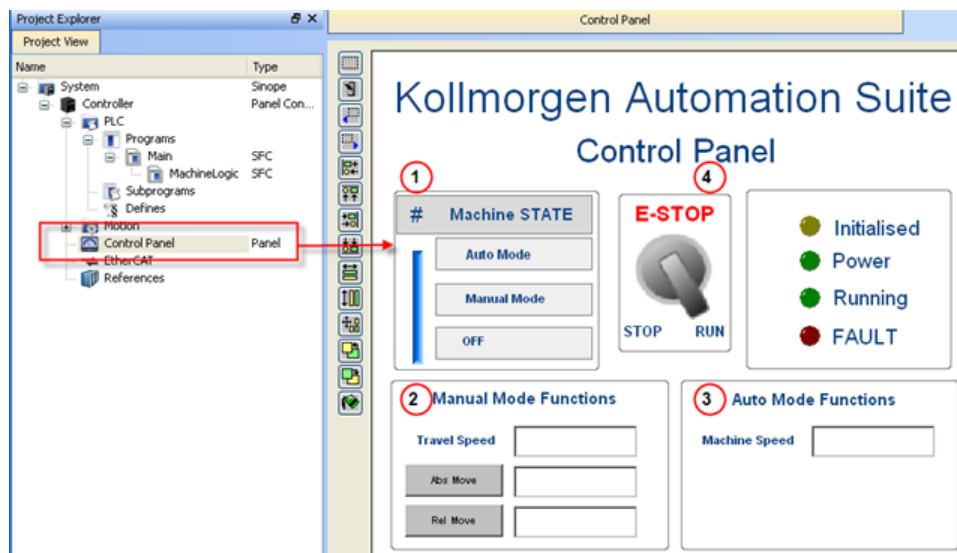 Project Explorer
Project View
Name Type
System Sinope
Controller Panel Con...
PLC
Programs
Main SFC
MachineLogic SFC
Subprograms
Defines
Motion
Control Panel Panel
EtherCAT
References
Control Panel
Kollmorgen Automation Suite
Control Panel
1
# Machine STATE
Auto Mode
Manual Mode
OFF
4
E-STOP
STOP RUN
Initialised
Power
Running
FAULT
2 Manual Mode Functions
Travel Speed
Abs Move
Rel Move
3 Auto Mode Functions
Machine Speed